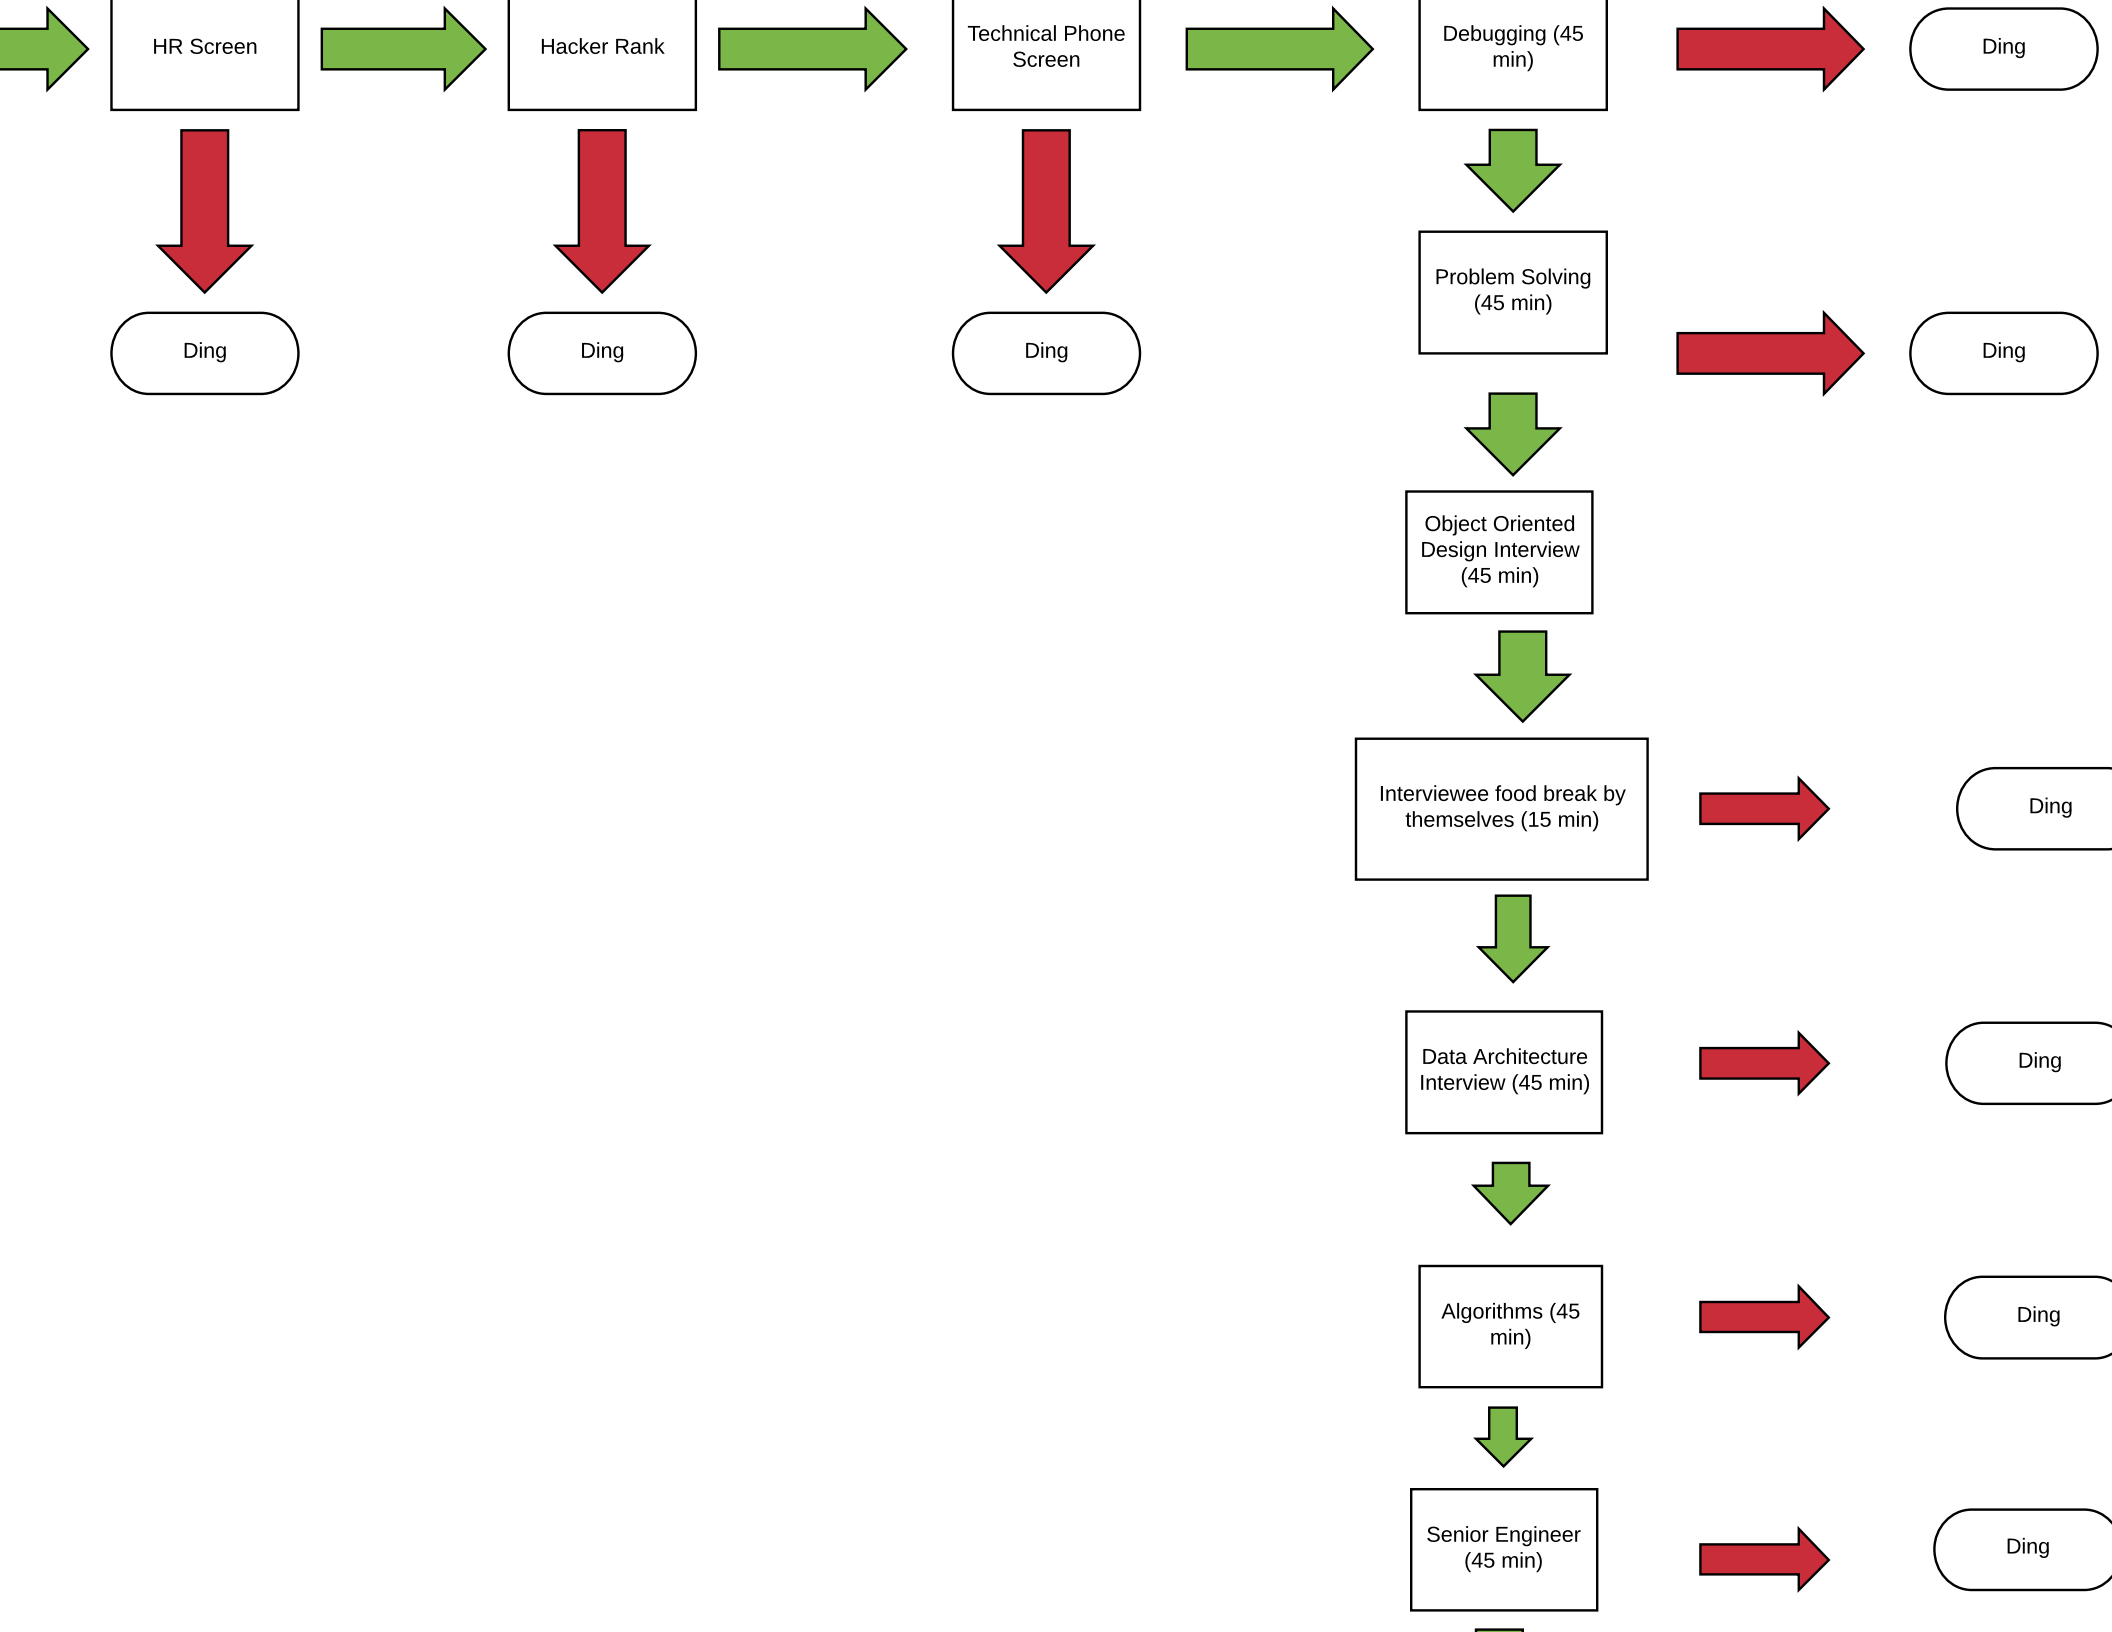 HR Screen
Hacker Rank
Technical Phone
Screen
Debugging (45
min)
Ding
Ding
Ding
Ding
Problem Solving
(45 min)
Ding
Object Oriented
Design Interview
(45 min)
Interviewee food break by
themselves (15 min)
Ding
Data Architecture
Interview (45 min)
Ding
Algorithms (45
min)
Ding
Senior Engineer
(45 min)
Ding